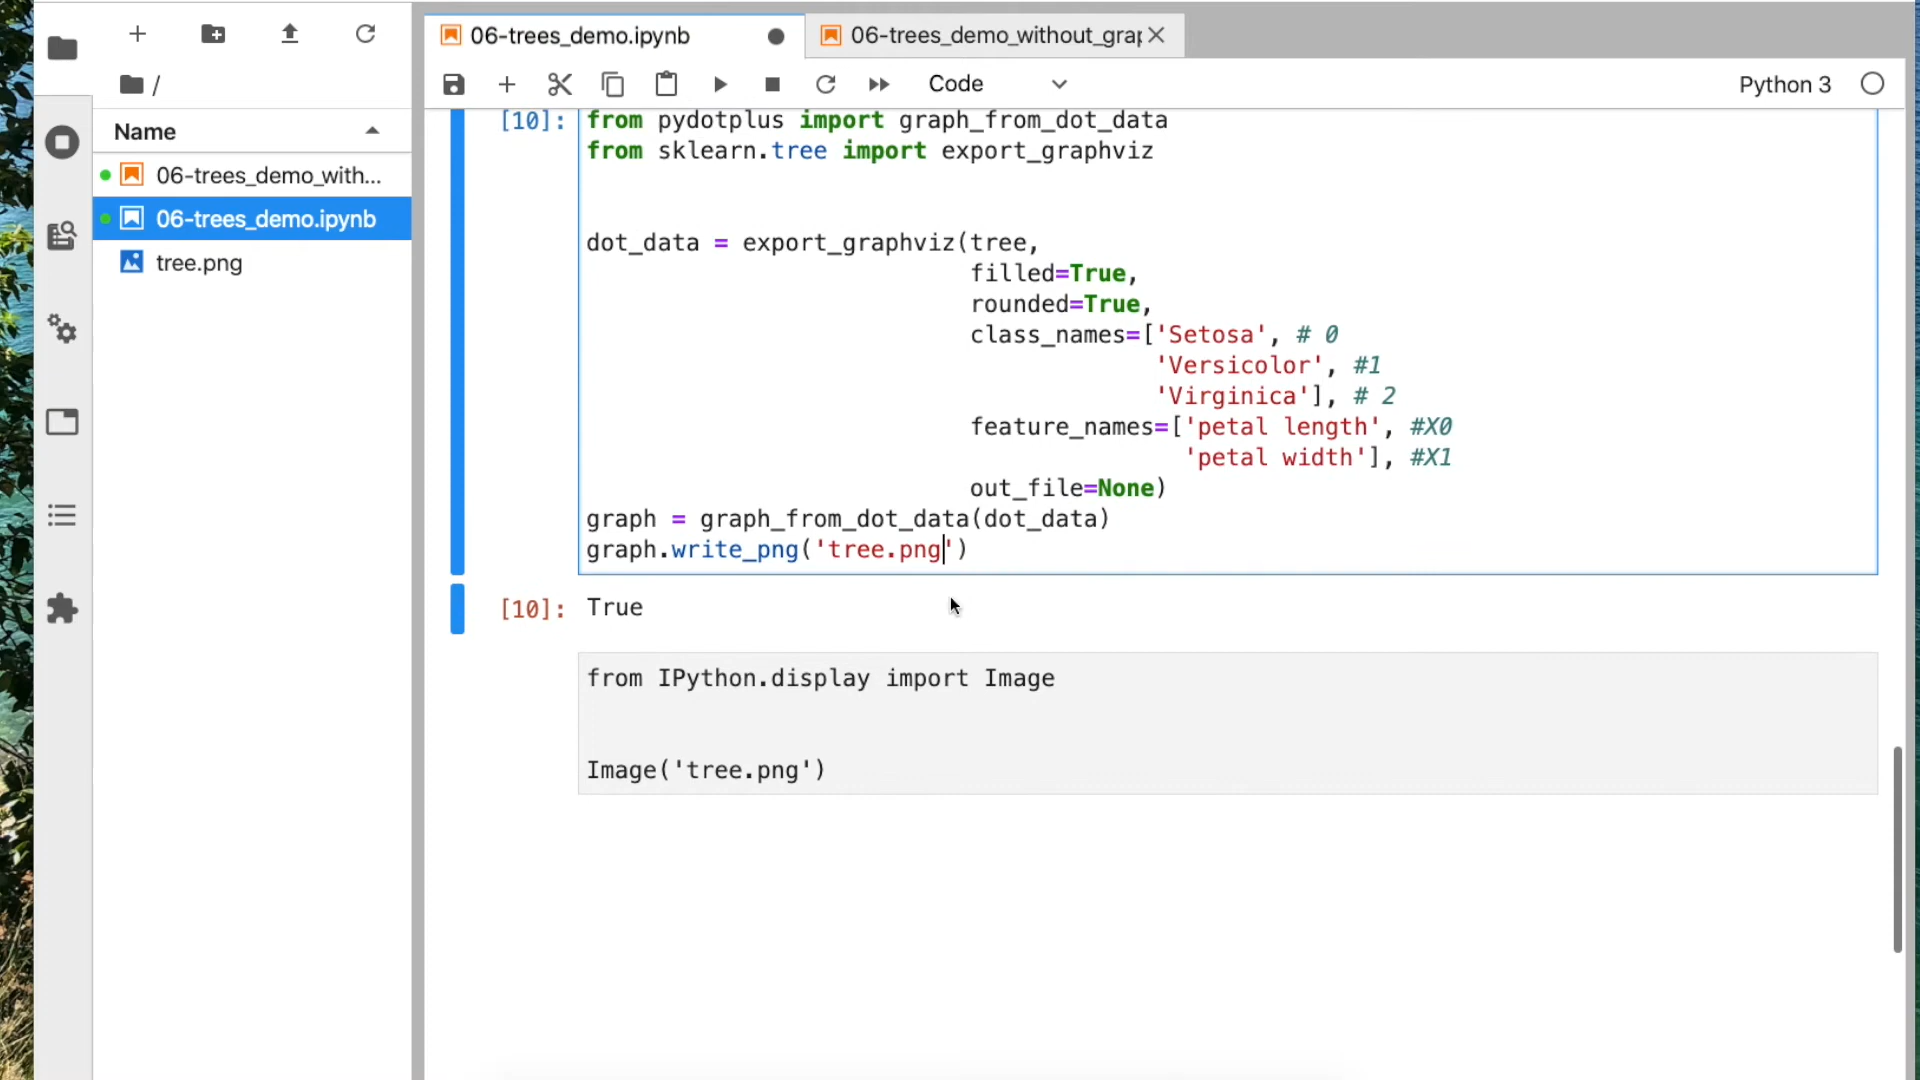 06-trees_demo.ipynb
06-trees_demo_without_gra
/
Code
Python 3
Name
06-trees_demo_with...
06-trees_demo.ipynb
tree.png
[10]:
from pydotplus import graph_from_dot_data
from sklearn.tree import export_graphviz
dot_data = export_graphviz(tree,
filled=True,
rounded=True,
class_names=['Setosa', # 0
'Versicolor', #1
'Virginica'], # 2
feature_names=['petal length', #X0
'petal width'], #X1
out_file=None)
graph = graph_from_dot_data(dot_data)
graph.write_png('tree.png')
[10]: True
from IPython.display import Image
Image('tree.png')